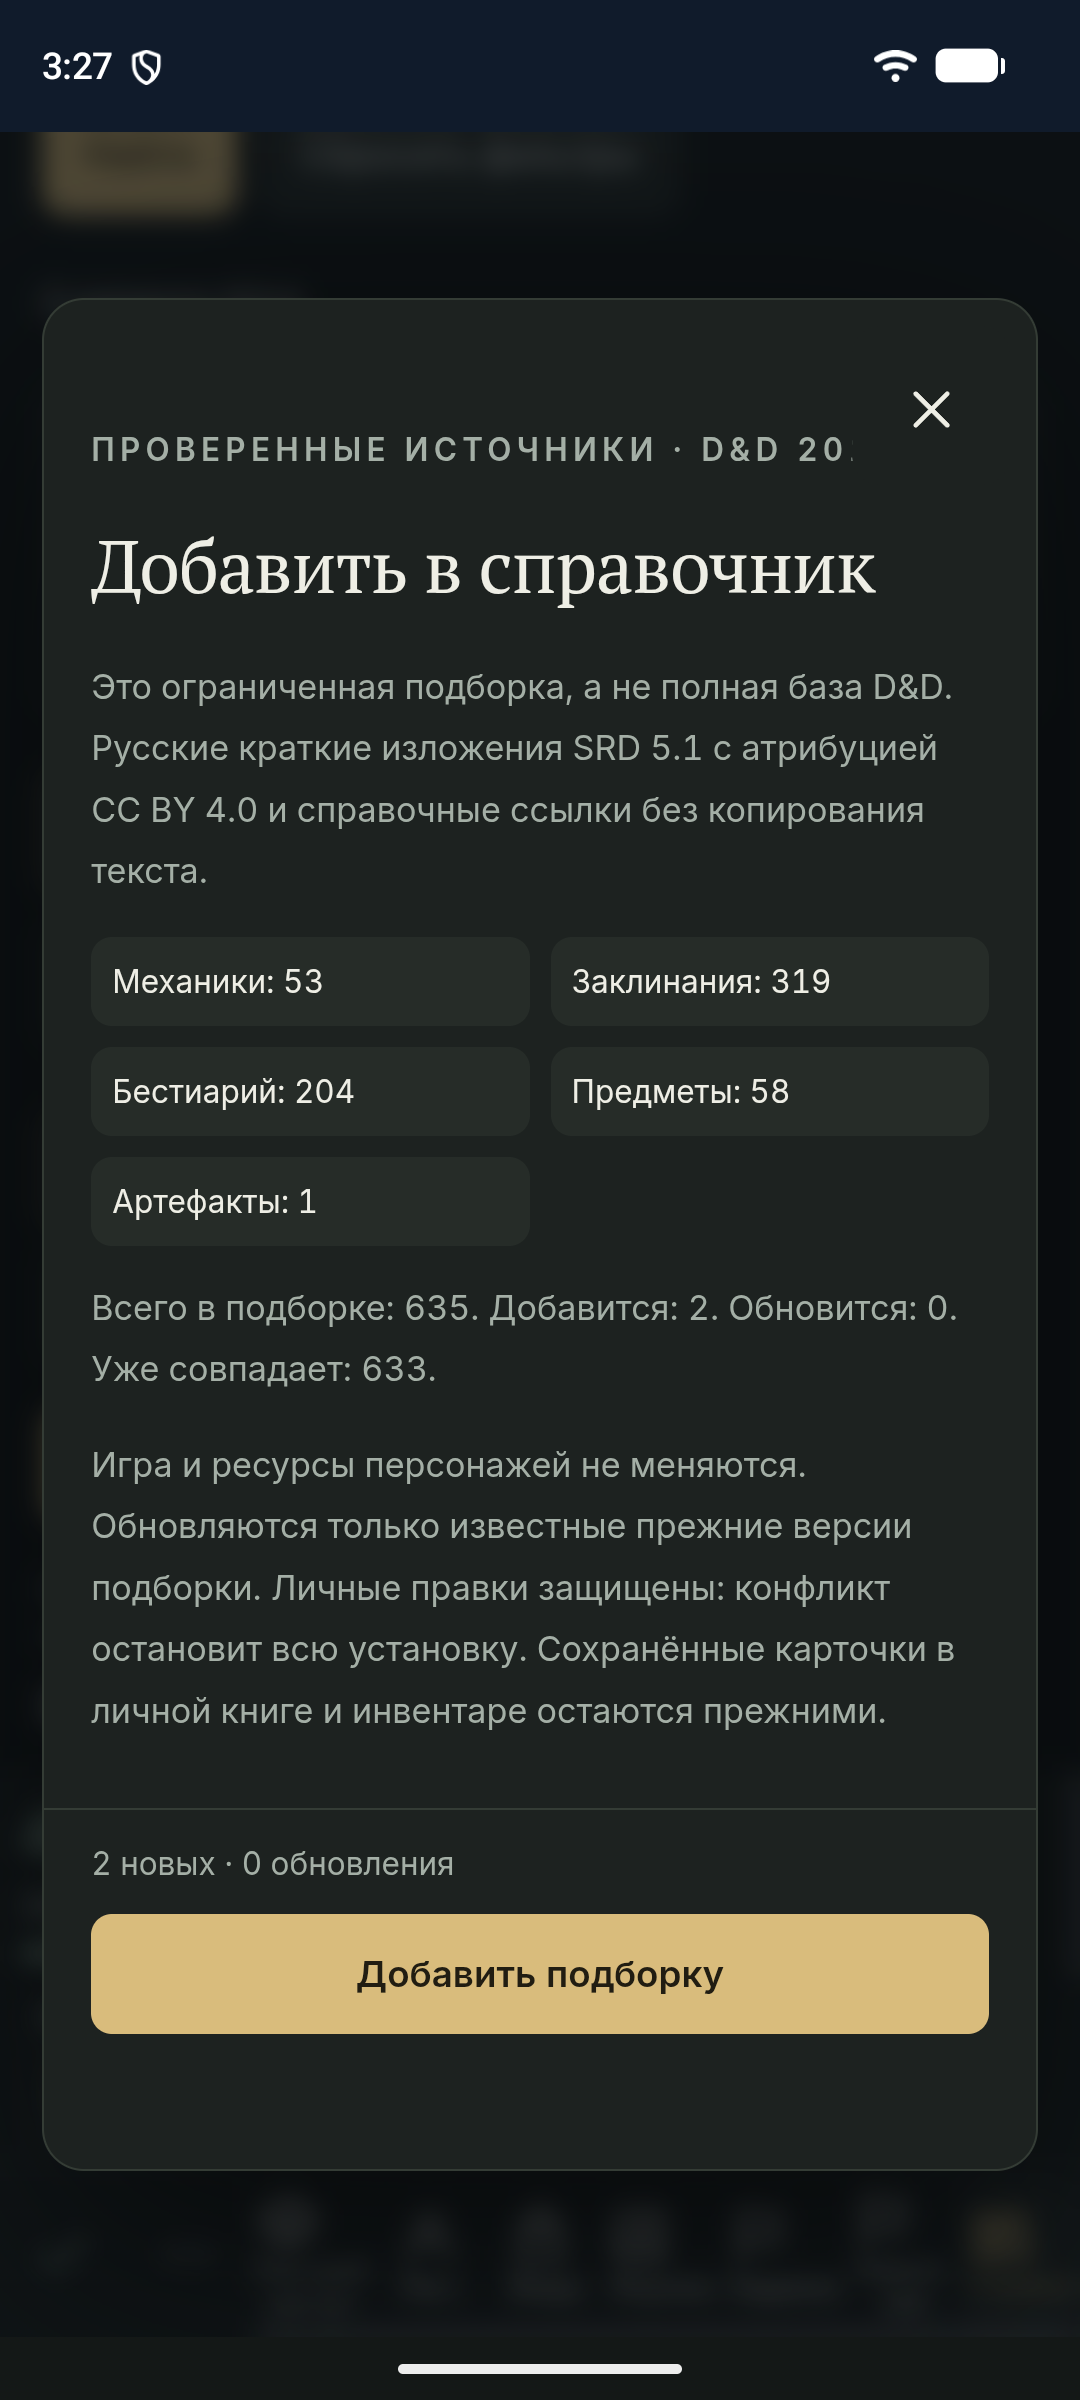 3:27
ПРОВЕРЕННЫЕ ИСТОЧНИКИ · D&D
Добавить в справочник
Это ограниченная подборка, а не полная база D&D.
Русские краткие изложения SRD 5.1 с атрибуцией
CC BY 4.0 и справочные ссылки без копирования
текста.
Механики: 53
Заклинания: 319
Бестиарий: 204
Предметы: 58
Артефакты: 1
Всего в подборке: 635. Добавится: 2. Обновится: 0.
Уже совпадает: 633.
Игра и ресурсы персонажей не меняются.
Обновляются только известные прежние версии
подборки. Личные правки защищены: конфликт
остановит всю установку. Сохранённые карточки в
личной книге и инвентаре остаются прежними.
2 новых · 0 обновления
Добавить подборку